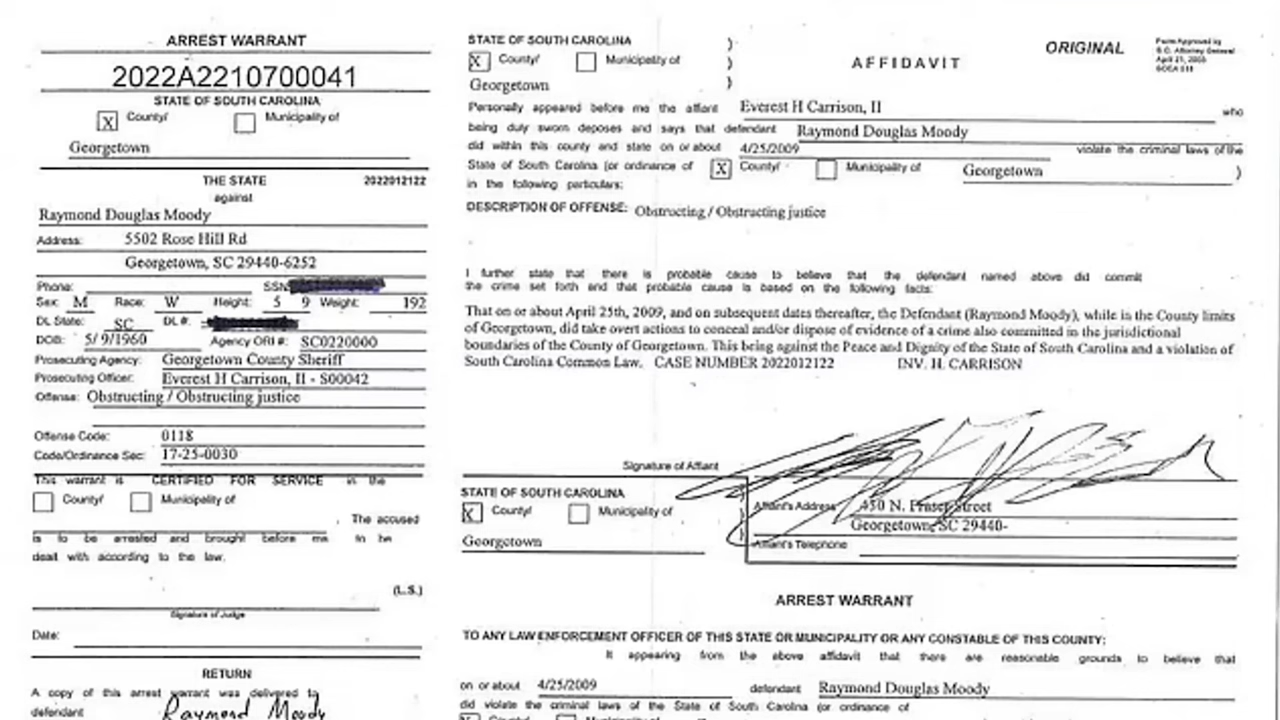 ARREST WARRANT
2022A2210700041
STATE OF SOUTH CAROLINA
X County/ Municipality of
Georgetown
THE STATE 2022012122
against
Raymond Douglas Moody
Address: 5502 Rose Hill Rd
Georgetown, SC 29440-6252
Phone: SSN
Sex: M Race: W Height: 5 9 Weight: 192
DL State: SC DL #:
DOB: 5/ 9/1960 Agency ORI #: SC0220000
Prosecuting Agency: Georgetown County Sheriff
Prosecuting Officer: Everest H Carrison, II - S00042
Offense: Obstructing / Obstructing justice
Offense Code: 0118
Code/Ordinance Sec: 17-25-0030
This warrant is CERTIFIED FOR SERVICE in the
County/ Municipality of
. The accused
is to be arrested and brought before me to be
dealt with according to the law.
(L.S.)
Signature of Judge
Date:
RETURN
A copy of this arrest warrant was delivered to
defendant Raymond Moody
STATE OF SOUTH CAROLINA )
X County/ Municipality of )
Georgetown )
AFFIDAVIT
ORIGINAL
Form Approved by
S.C. Attorney General
April 21, 2003
SCCA 518
Personally appeared before me the affiant Everest H Carrison, II who
being duly sworn deposes and says that defendant Raymond Douglas Moody
did within this county and state on or about 4/25/2009 violate the criminal laws of the
State of South Carolina (or ordinance of X County/ Municipality of Georgetown )
in the following particulars:
DESCRIPTION OF OFFENSE: Obstructing / Obstructing justice
I further state that there is probable cause to believe that the defendant named above did commit
the crime set forth and that probable cause is based on the following facts:
That on or about April 25th, 2009, and on subsequent dates thereafter, the Defendant (Raymond Moody), while in the County limits
of Georgetown, did take overt actions to conceal and/or dispose of evidence of a crime also committed in the jurisdictional
boundaries of the County of Georgetown. This being against the Peace and Dignity of the State of South Carolina and a violation of
South Carolina Common Law. CASE NUMBER 2022012122 INV. H. CARRISON
Signature of Affiant
STATE OF SOUTH CAROLINA
X County/ Municipality of )
Georgetown
Affiant's Address 430 N. Fraser Street
Georgetown, SC 29440-
Affiant's Telephone
ARREST WARRANT
TO ANY LAW ENFORCEMENT OFFICER OF THIS STATE OR MUNICIPALITY OR ANY CONSTABLE OF THIS COUNTY:
It appearing from the above affidavit that there are reasonable grounds to believe that
on or about 4/25/2009 defendant Raymond Douglas Moody
did violate the criminal laws of the State of South Carolina (or ordinance of